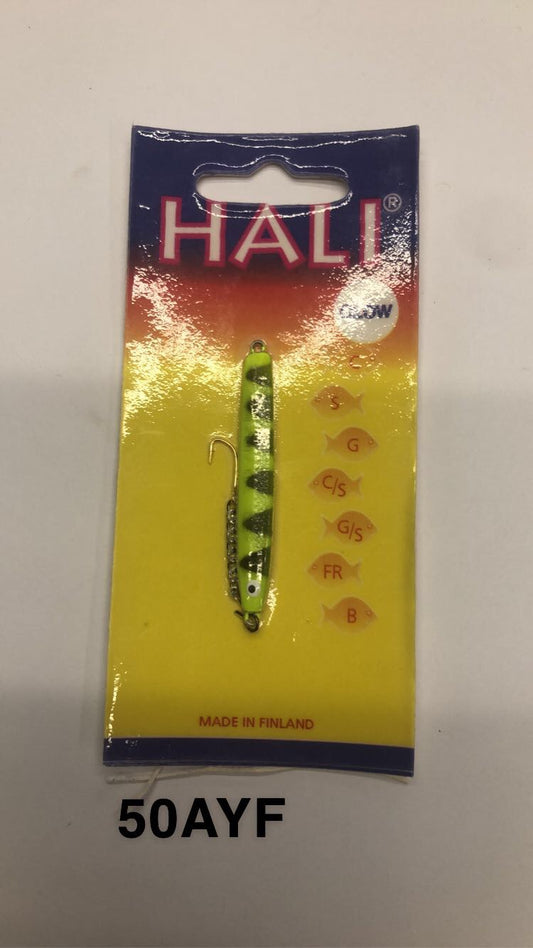 HALI®
GLOW
C
S
G
C/S
G/S
FR
B
MADE IN FINLAND
50AYF